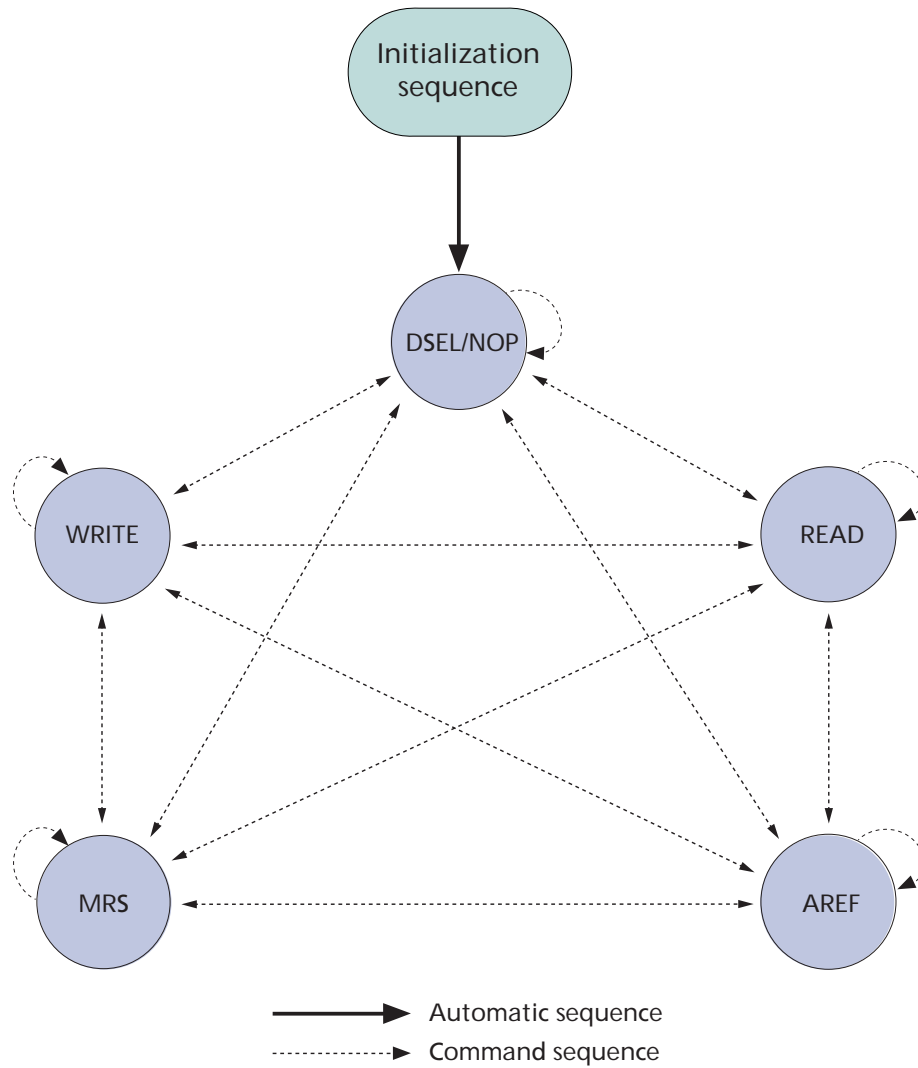 Initialization
sequence
DSEL/NOP
WRITE
READ
MRS
AREF
Automatic sequence
Command sequence